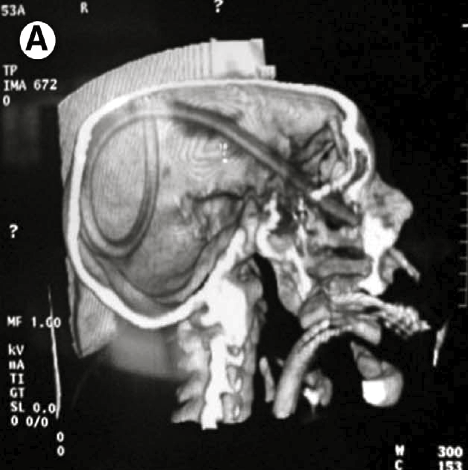 53A R ?
A
TP
IMA 672
0
?
MF 1.00
kV
mA
TI
GT
SL 0.0
0 0/0
0
0
W 300
C 153